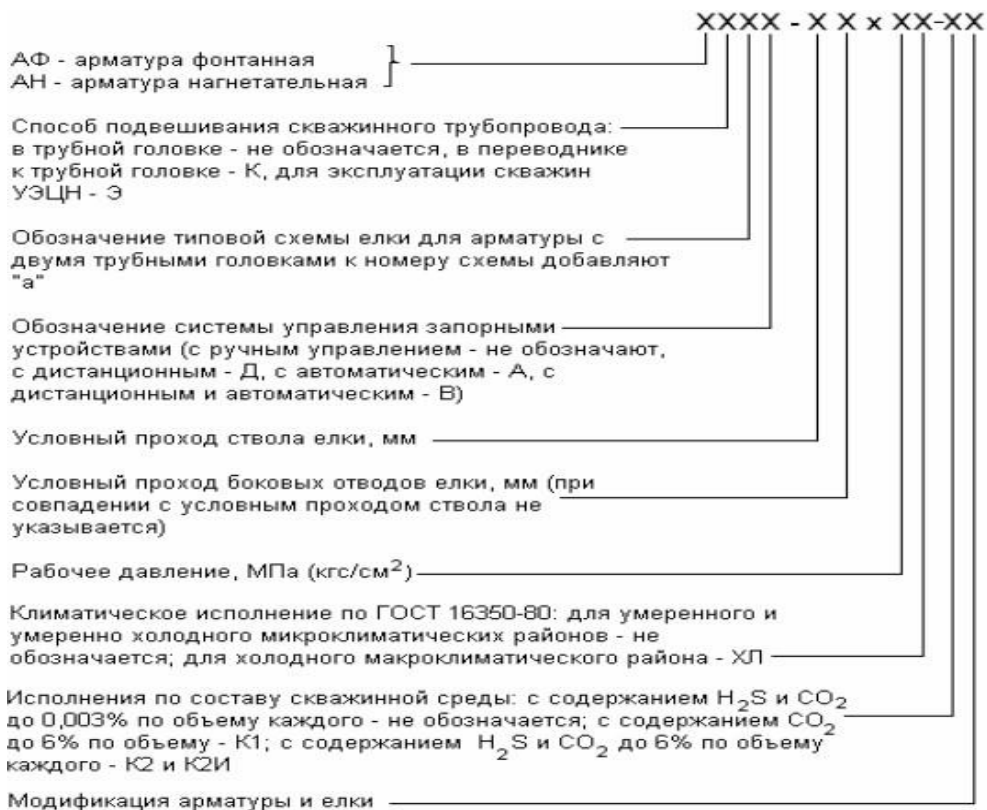 XXXX - X X x XX-XX
АФ - арматура фонтанная
АН - арматура нагнетательная
Способ подвешивания скважинного трубопровода:
в трубной головке - не обозначается, в переводнике
к трубной головке - К, для эксплуатации скважин
УЭЦН - Э
Обозначение типовой схемы елки для арматуры с
двумя трубными головками к номеру схемы добавляют
"а"
Обозначение системы управления запорными
устройствами (с ручным управлением - не обозначают,
с дистанционным - Д, с автоматическим - А, с
дистанционным и автоматическим - В)
Условный проход ствола елки, мм
Условный проход боковых отводов елки, мм (при
совпадении с условным проходом ствола не
указывается)
Рабочее давление, МПа (кгс/см²)
Климатическое исполнение по ГОСТ 16350-80: для умеренного и
умеренно холодного микроклиматических районов - не
обозначается; для холодного макроклиматического района - ХЛ
Исполнения по составу скважинной среды: с содержанием H₂S и CO₂
до 0,003% по объему каждого - не обозначается; с содержанием CO₂
до 6% по объему - К1; с содержанием H₂S и CO₂ до 6% по объему
каждого - К2 и К2И
Модификация арматуры и елки